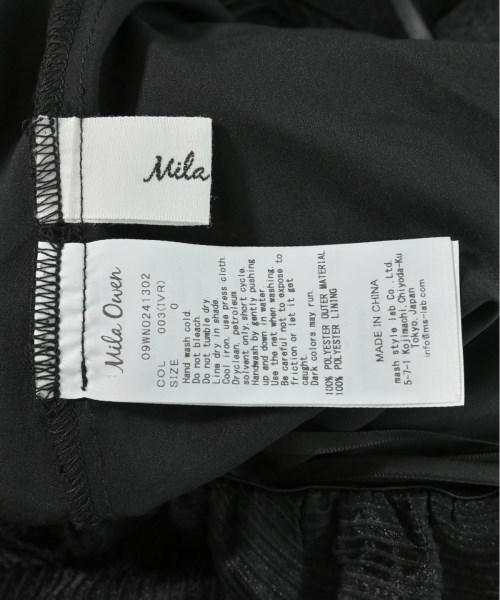 Mila
Mila Owen
09WN0241302
COL 003(VR)
SIZE 0
Hand wash cold.
Do not bleach.
Do not tumble dry.
Line dry in shade.
Cool iron. use press cloth.
Dryclean, petroleum
solvent only, short cycle
Handwash by gently pushing
up and down in water
Use the net when washing.
Be careful not to expose to
friction or let it get
caught.
Dark colors may run.
100% POLYESTER OUTER MATERIAL
100% POLYESTER LINING
MADE IN CHINA
mash style lab Co., Ltd.
5-7-1 Kojimachi, Chiyoda-Ku
Tokyo, Japan
info@ms-lab.com